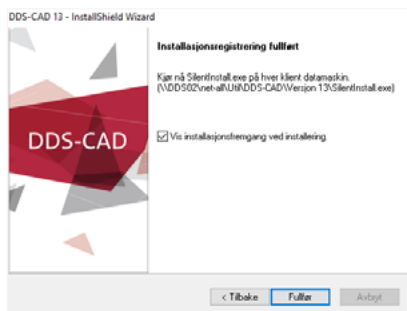 DDS-CAD 13 - InstallShield Wizard
Installasjonsregistrering fullført
Kjør nå SilentInstall.exe på hver klient datamaskin.
(\\DDS02\net-all\Util\DDS-CAD\Versjon 13\SilentInstall.exe)
DDS-CAD
Vis installasjonsfremgang ved installering.
< Tilbake
Fullfør
Avbryt